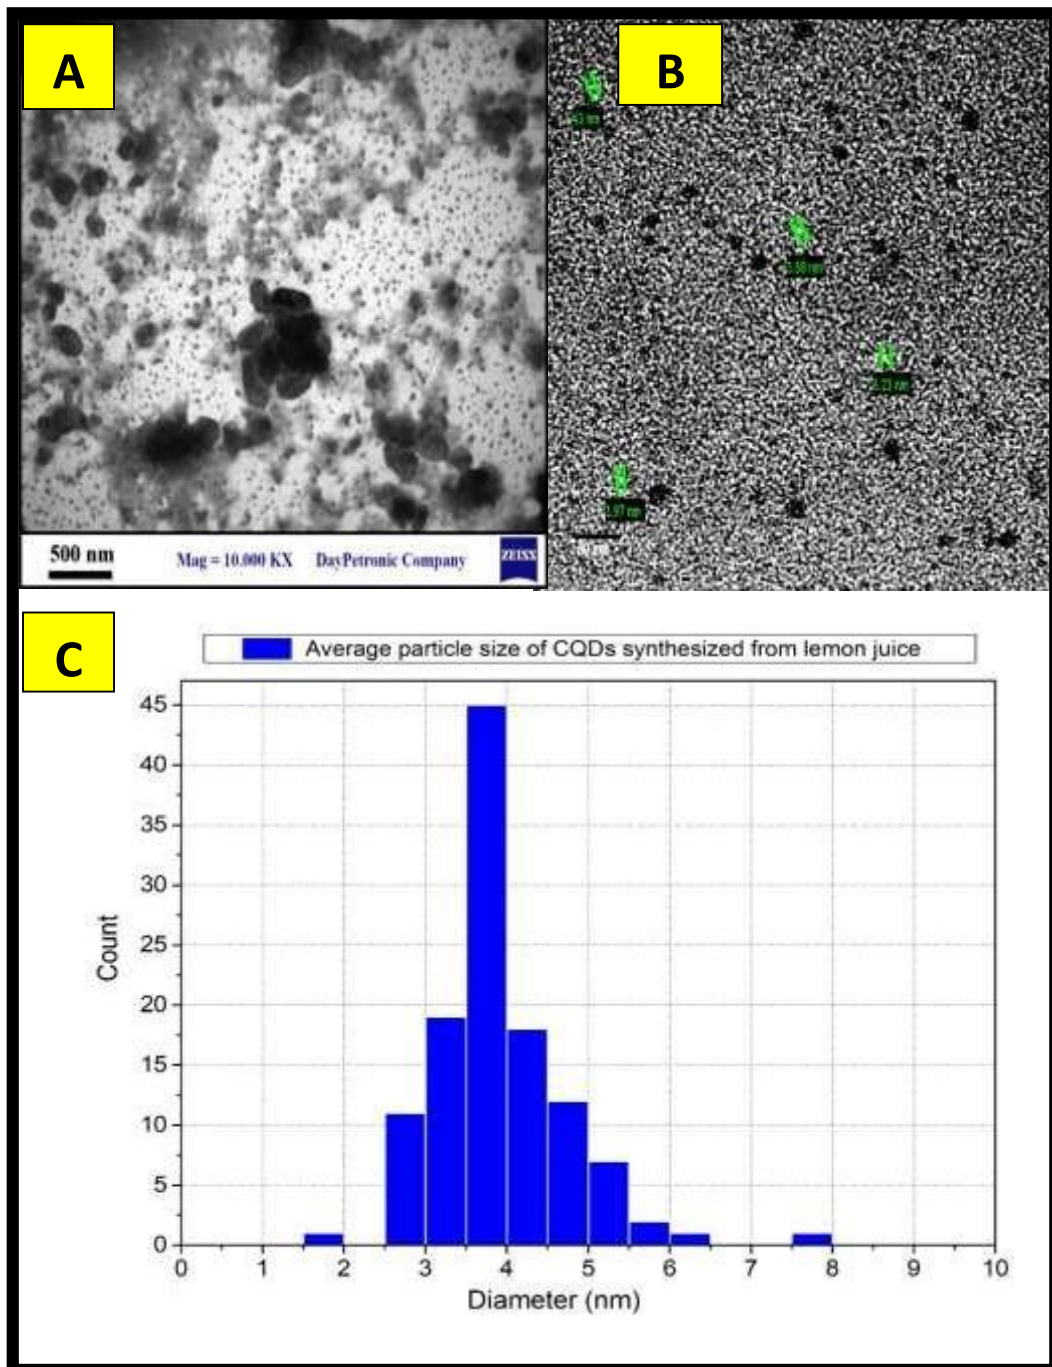 A
B
500 nm
Mag = 10.000 KX
DayPetronic Company
ZEISS
C
Average particle size of CQDs synthesized from lemon juice
45
40
35
30
25
20
15
10
5
0
Count
0 1 2 3 4 5 6 7 8 9 10
Diameter (nm)